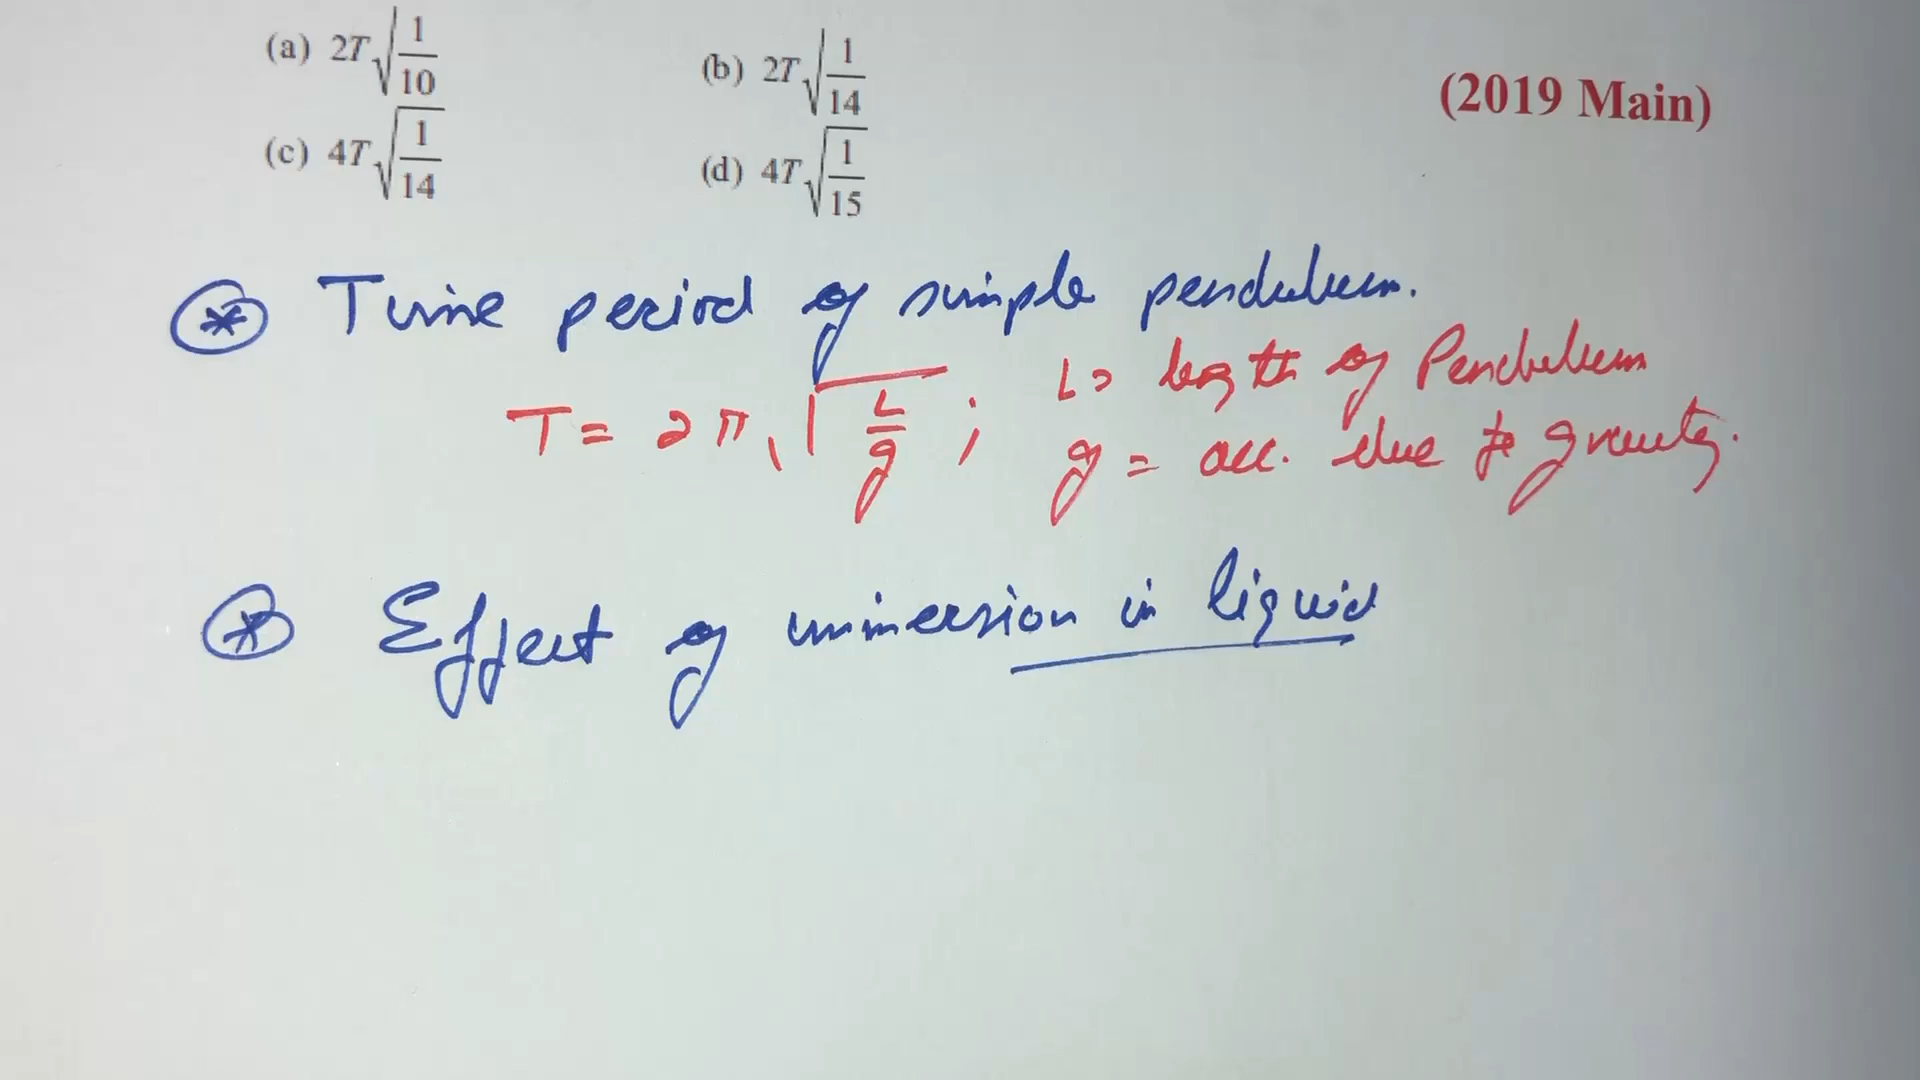 (a) 2T√(1/10) (b) 2T√(1/14)
(2019 Main)
(c) 4T√(1/14) (d) 4T√(1/15)
* Time period of simple pendulum.
T = 2π√(L/g) ; L = length of Pendulum
g = acc. due to gravity.
* Effect of immersion in liquid